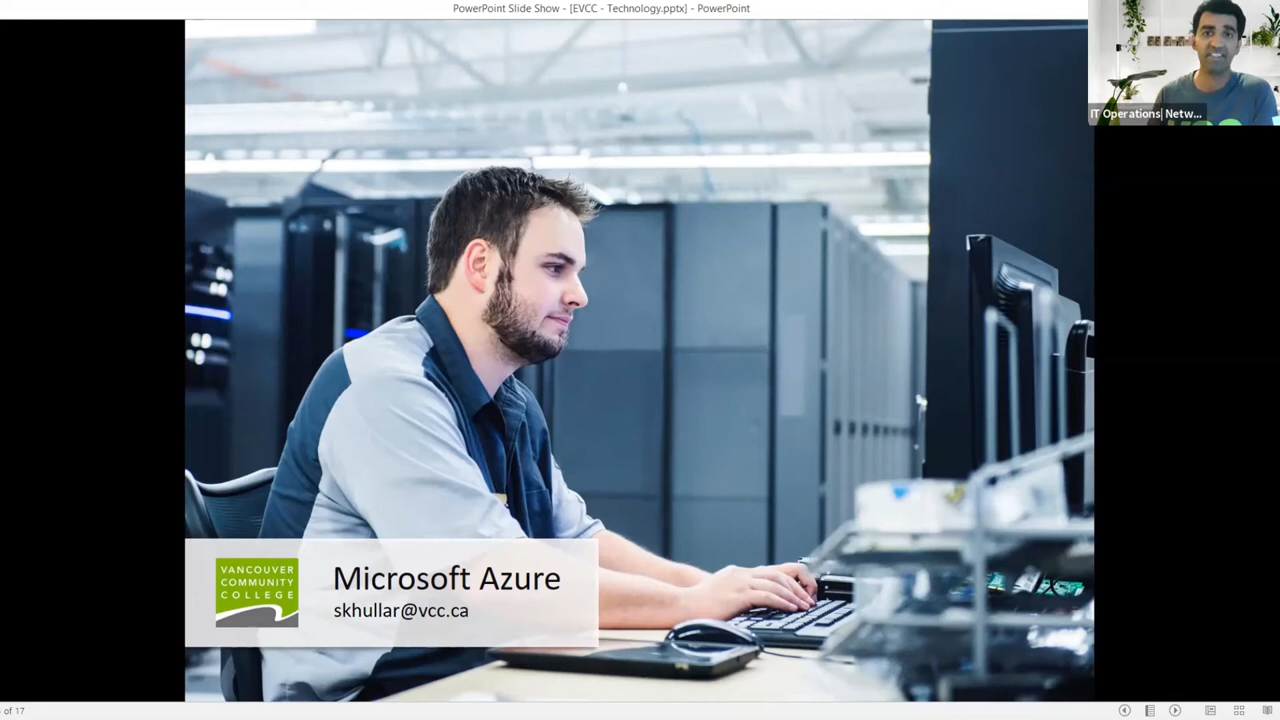 PowerPoint Slide Show - [EVCC - Technology.pptx] - PowerPoint
IT Operations| Netw...
VANCOUVER
COMMUNITY
COLLEGE
Microsoft Azure
skhullar@vcc.ca
of 17